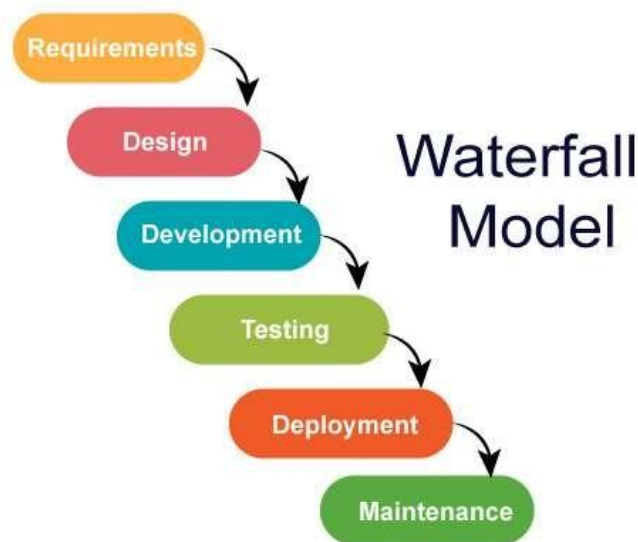 Requirements
Design
Waterfall
Model
Development
Testing
Deployment
Maintenance